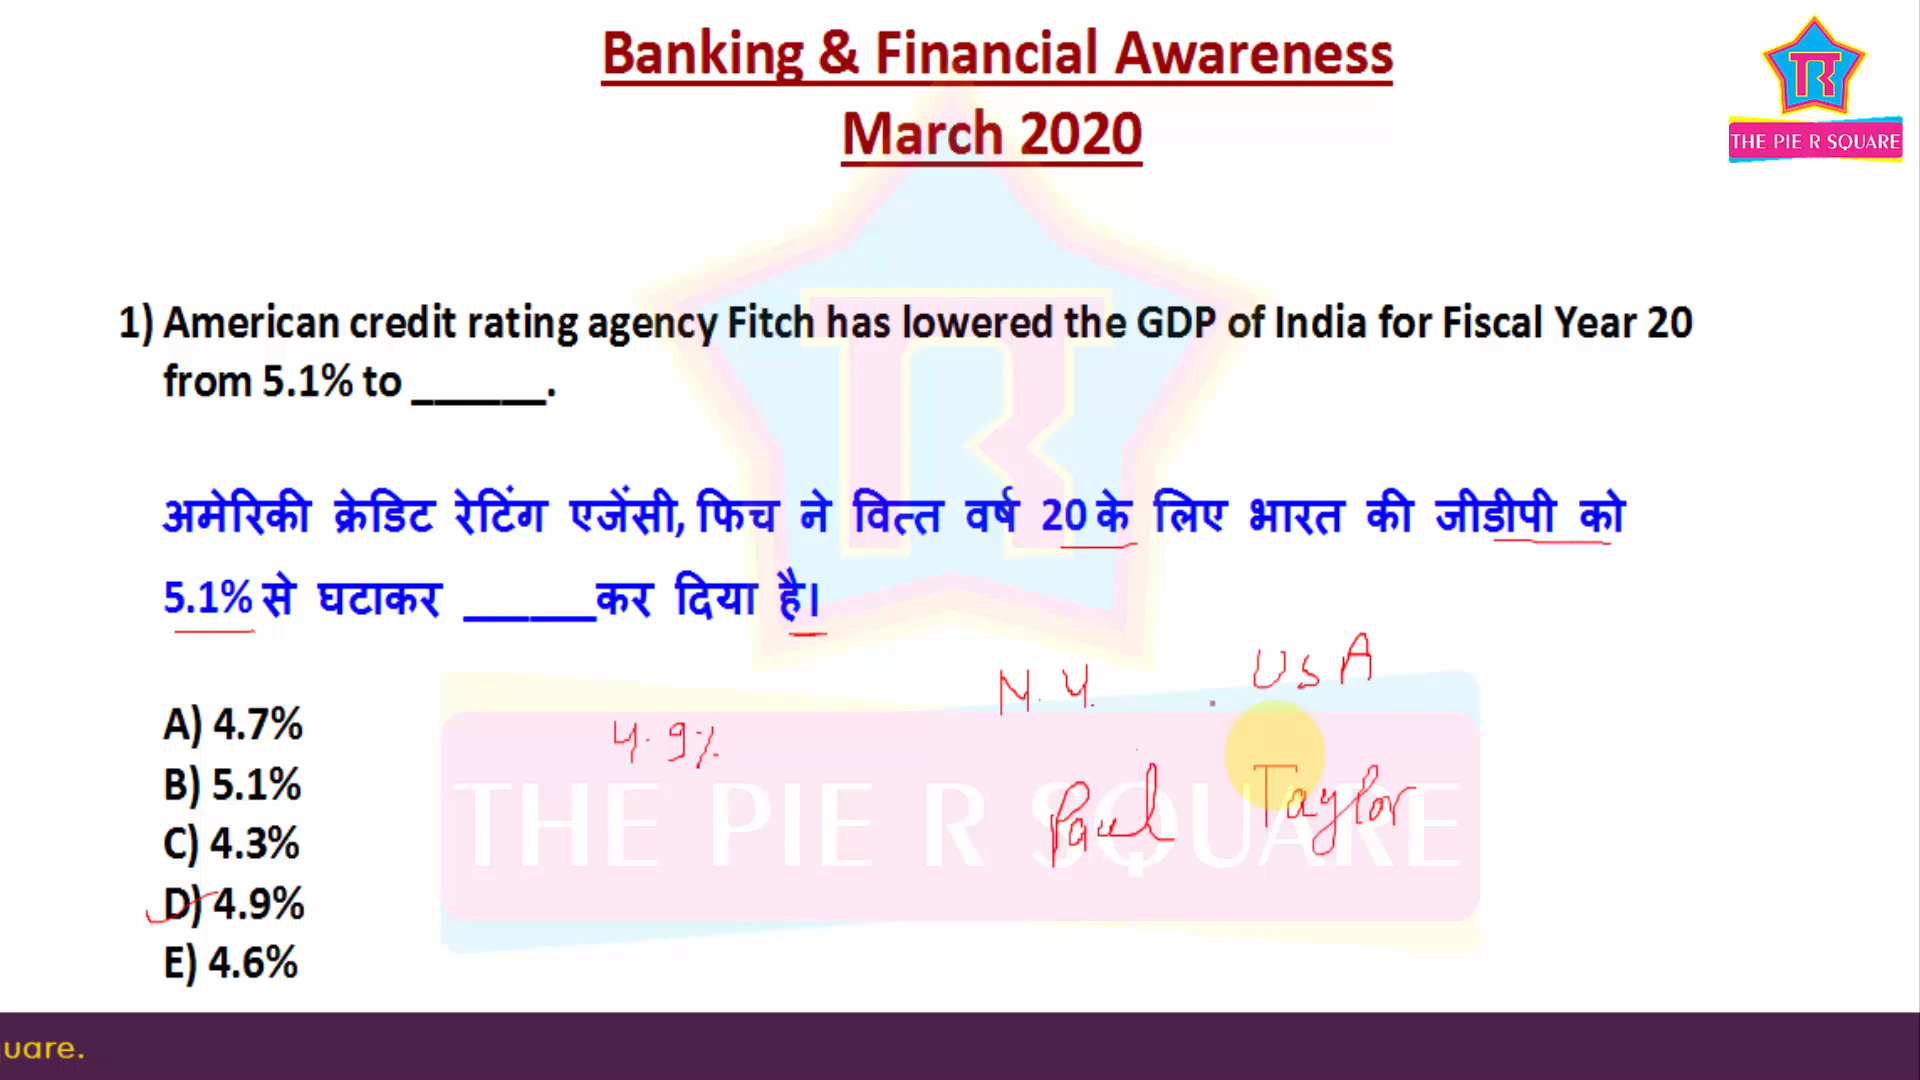 Banking & Financial Awareness
March 2020
THE PIE R SQUARE
1) American credit rating agency Fitch has lowered the GDP of India for Fiscal Year 20
from 5.1% to ______.
अमेरिकी क्रेडिट रेटिंग एजेंसी, फिच ने वित्त वर्ष 20 के लिए भारत की जीडीपी को
5.1% से घटाकर ______कर दिया है।
N.Y. USA
4.9%
Paul Taylor
THE PIE R SQUARE
A) 4.7%
B) 5.1%
C) 4.3%
D) 4.9%
E) 4.6%
uare.